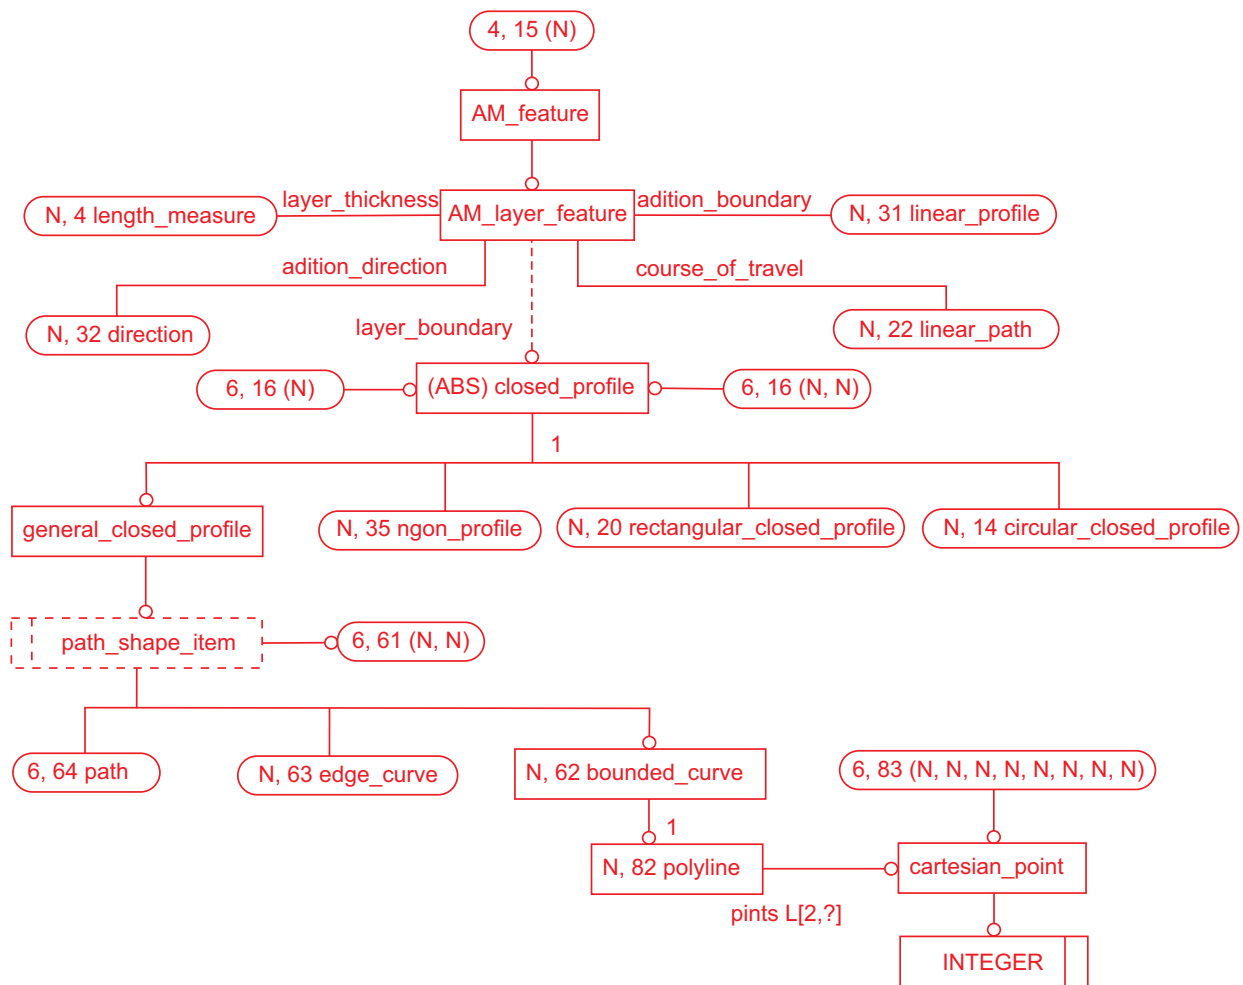 4, 15 (N)
AM_feature
layer_thickness
adition_boundary
N, 4 length_measure
AM_layer_feature
N, 31 linear_profile
adition_direction
course_of_travel
N, 32 direction
layer_boundary
N, 22 linear_path
6, 16 (N)
(ABS) closed_profile
6, 16 (N, N)
1
general_closed_profile
N, 35 ngon_profile
N, 20 rectangular_closed_profile
N, 14 circular_closed_profile
path_shape_item
6, 61 (N, N)
6, 64 path
N, 63 edge_curve
N, 62 bounded_curve
6, 83 (N, N, N, N, N, N, N, N)
1
N, 82 polyline
cartesian_point
pints L[2,?]
INTEGER